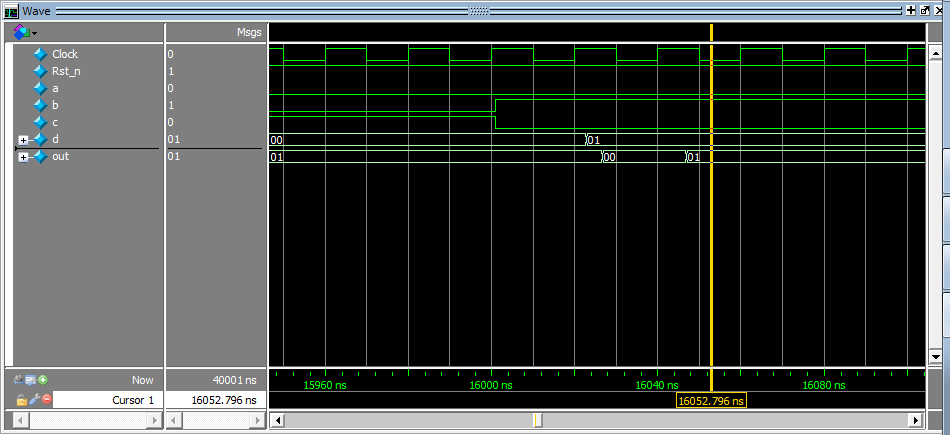 Wave
Msgs
Clock 0
Rst_n 1
a 0
b 1
c 0
d 01 00 01
out 01 01 00 01
Now 40001 ns 15960 ns 16000 ns 16040 ns 16080 ns
Cursor 1 16052.796 ns 16052.796 ns